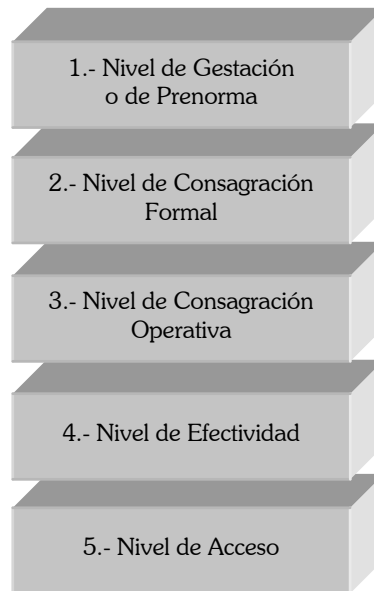 1.- Nivel de Gestación
o de Prenorma
2.- Nivel de Consagración
Formal
3.- Nivel de Consagración
Operativa
4.- Nivel de Efectividad
5.- Nivel de Acceso